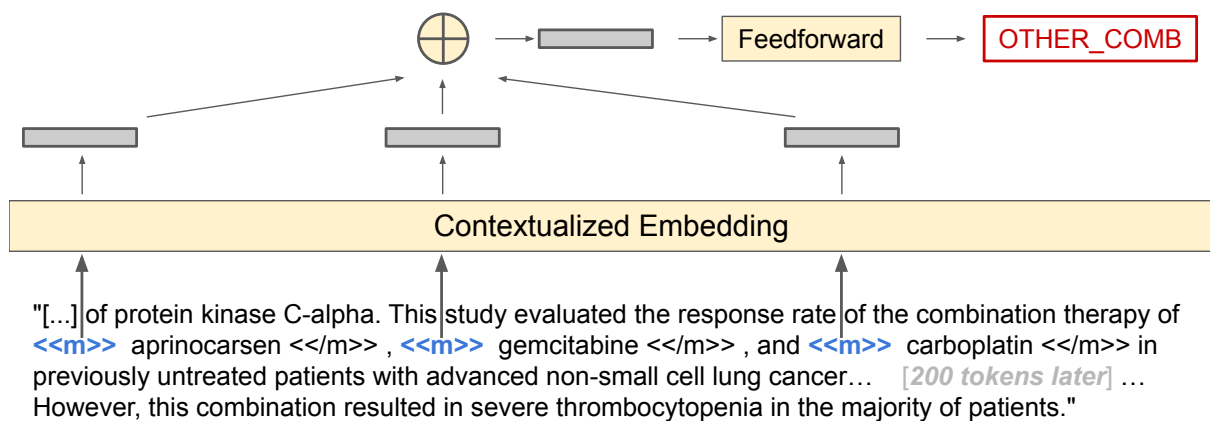 Feedforward
OTHER_COMB
Contextualized Embedding
"[...] of protein kinase C-alpha. This study evaluated the response rate of the combination therapy of
<<m>> aprinocarsen <</m>> , <<m>> gemcitabine <</m>> , and <<m>> carboplatin <</m>> in
previously untreated patients with advanced non-small cell lung cancer… [200 tokens later] …
However, this combination resulted in severe thrombocytopenia in the majority of patients."